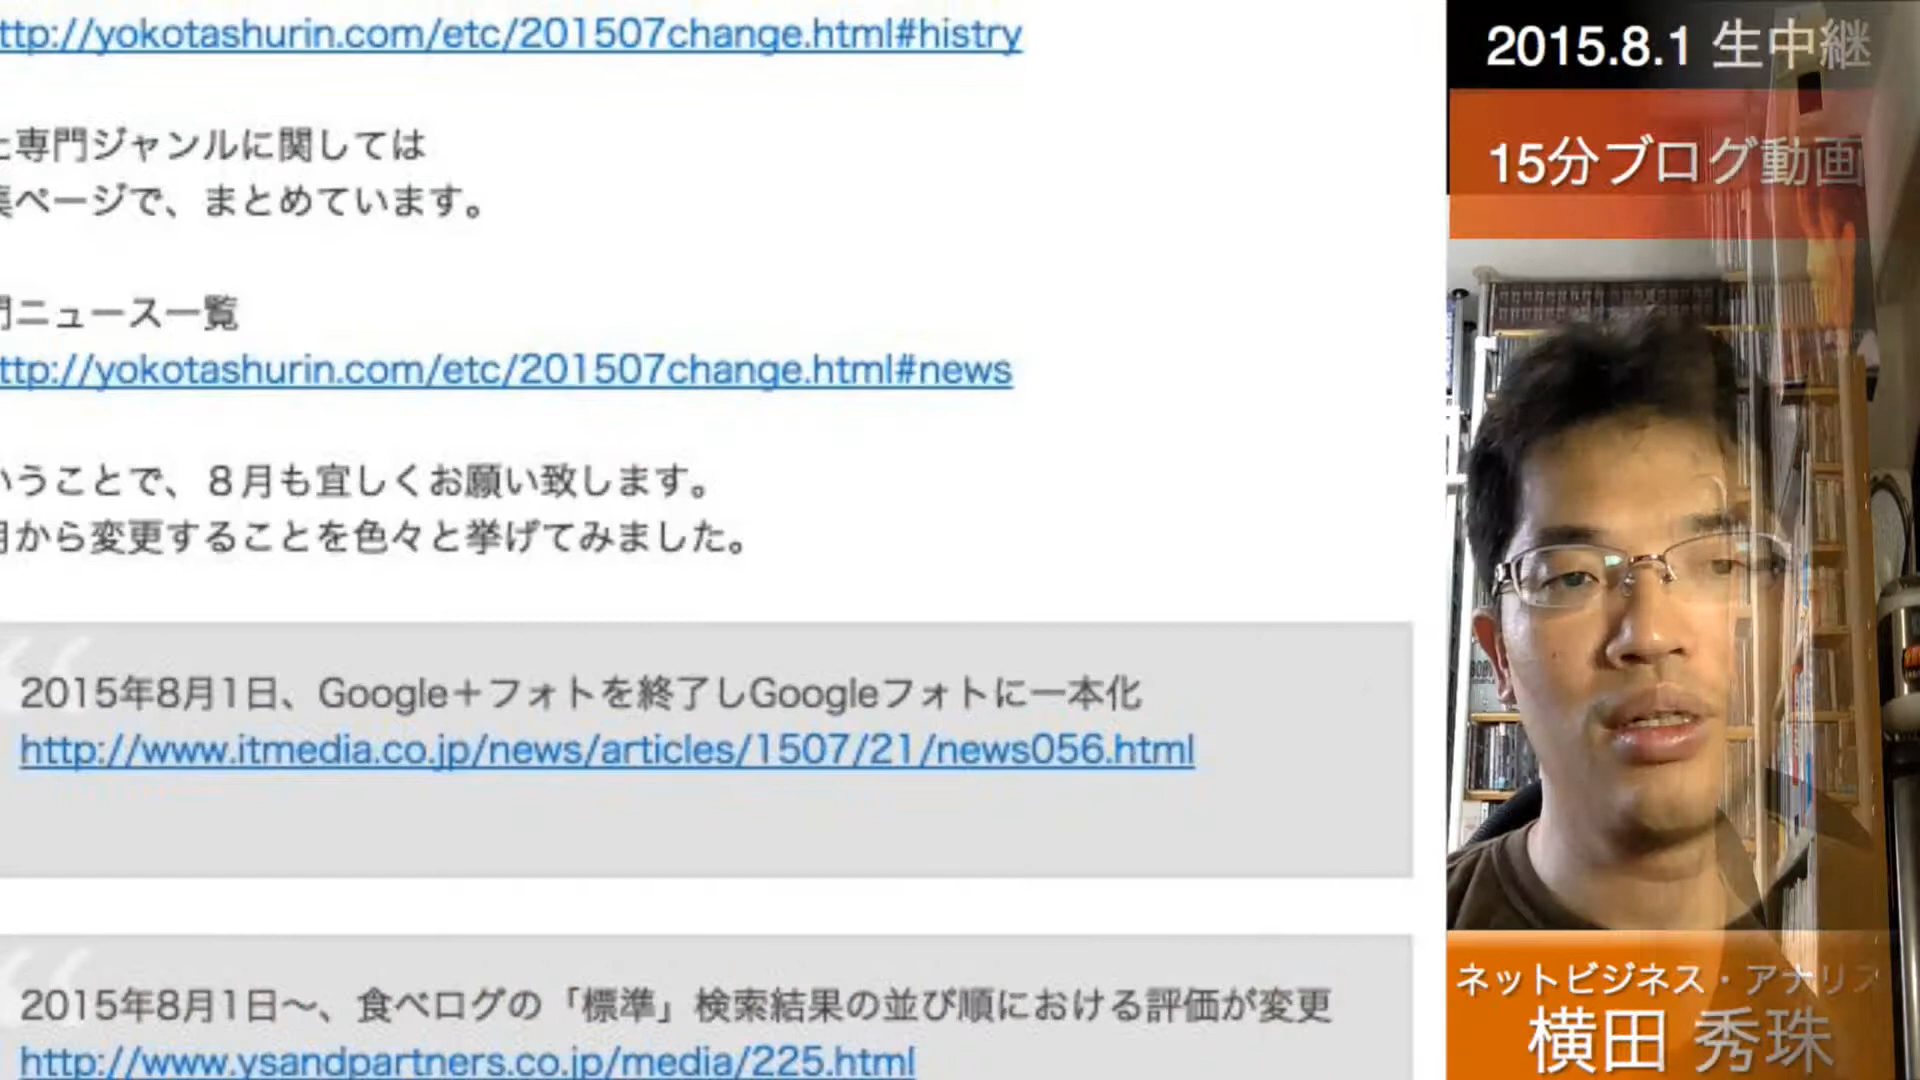 ttp://yokotashurin.com/etc/201507change.html#histry
専門ジャンルに関しては
ページで、まとめています。
ニュース一覧
ttp://yokotashurin.com/etc/201507change.html#news
いうことで、８月も宜しくお願い致します。
月から変更することを色々と挙げてみました。
2015年8月1日、Google＋フォトを終了しGoogleフォトに一本化
http://www.itmedia.co.jp/news/articles/1507/21/news056.html
2015年8月1日～、食べログの「標準」検索結果の並び順における評価が変更
http://www.ysandpartners.co.jp/media/225.html
2015.8.1 生中継
15分ブログ動画
ネットビジネス・アナリス
横田 秀珠